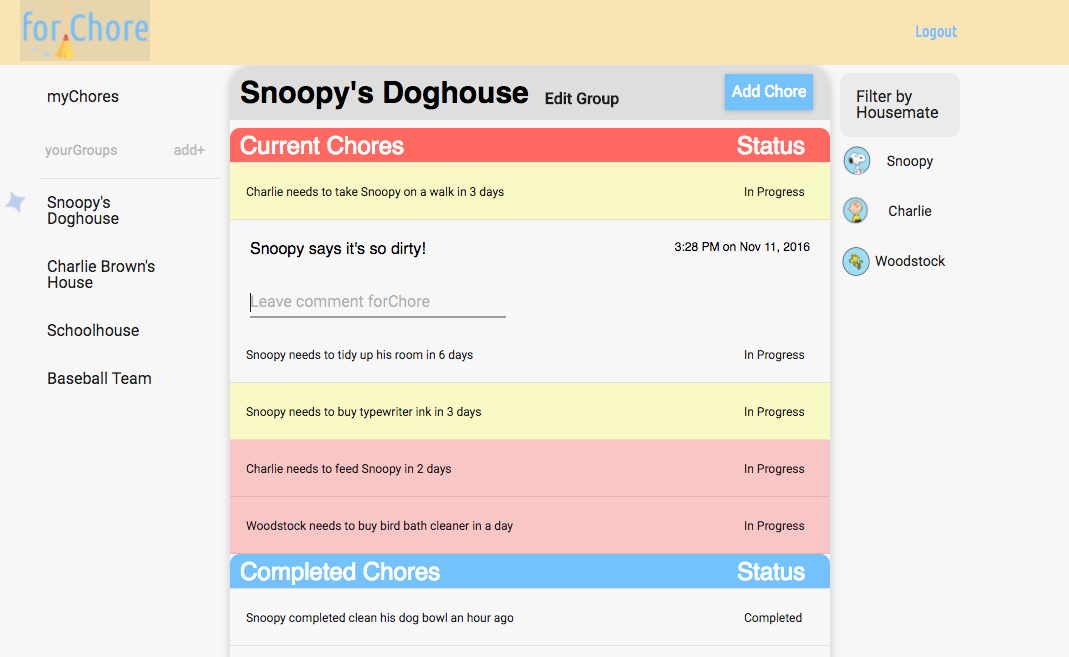 for Chore
Logout
myChores
yourGroups add+
Snoopy's
Doghouse
Charlie Brown's
House
Schoolhouse
Baseball Team
Snoopy's Doghouse Edit Group Add Chore
Current Chores Status
Charlie needs to take Snoopy on a walk in 3 days In Progress
Snoopy says it's so dirty! 3:28 PM on Nov 11, 2016
Leave comment forChore
Snoopy needs to tidy up his room in 6 days In Progress
Snoopy needs to buy typewriter ink in 3 days In Progress
Charlie needs to feed Snoopy in 2 days In Progress
Woodstock needs to buy bird bath cleaner in a day In Progress
Completed Chores Status
Snoopy completed clean his dog bowl an hour ago Completed
Filter by
Housemate
Snoopy
Charlie
Woodstock